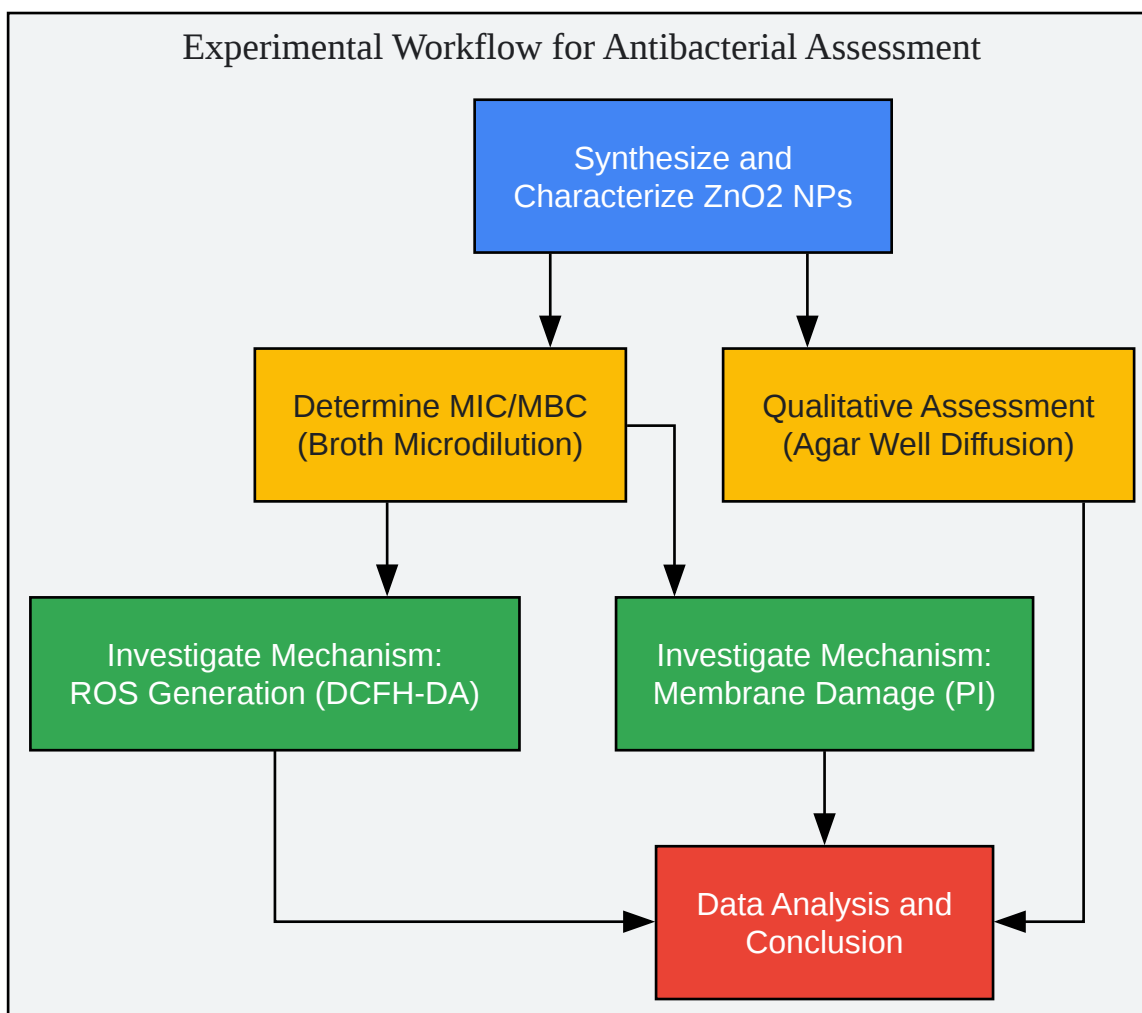 Experimental Workflow for Antibacterial Assessment
Synthesize and
Characterize ZnO2 NPs
Determine MIC/MBC
(Broth Microdilution)
Qualitative Assessment
(Agar Well Diffusion)
Investigate Mechanism:
ROS Generation (DCFH-DA)
Investigate Mechanism:
Membrane Damage (PI)
Data Analysis and
Conclusion